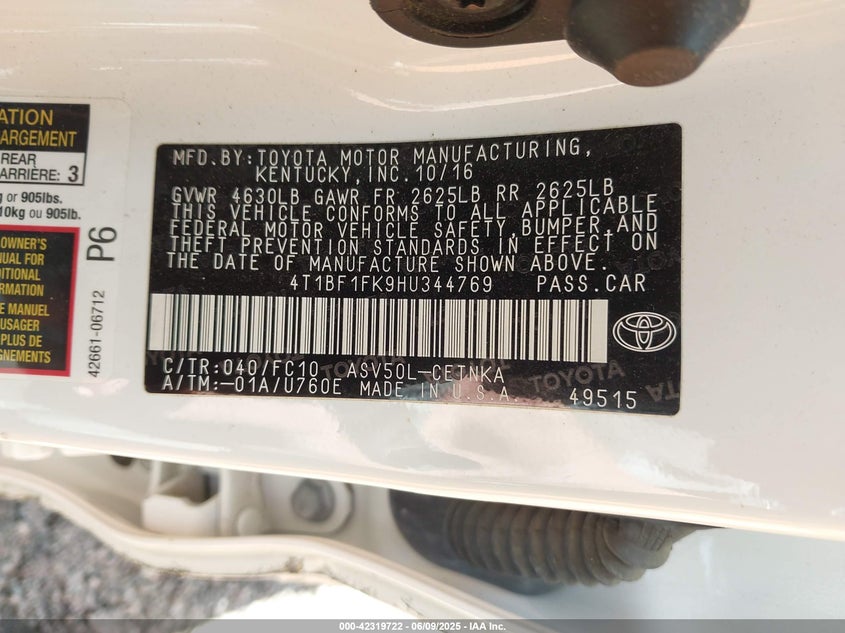 ATION
ARGEMENT
REAR
ARRIÈRE: 3
g or 905lbs.
10kg ou 905lb.
OWNER'S
NUAL FOR
DITIONAL
ORMATION
LE MANUEL
USAGER
PLUS DE
GNEMENTS
P6
42661-06712
MFD.BY:TOYOTA MOTOR MANUFACTURING,
KENTUCKY,INC.10/16
GVWR 4630LB GAWR FR 2625LB RR 2625LB
THIS VEHICLE CONFORMS TO ALL APPLICABLE
FEDERAL MOTOR VEHICLE SAFETY,BUMPER,AND
THEFT PREVENTION STANDARDS IN EFFECT ON
THE DATE OF MANUFACTURE SHOWN ABOVE.
4T1BF1FK9HU344769 PASS.CAR
C/TR:040/FC10 ASV50L-CETNKA
A/TM:-01A/U760E MADE IN U.S.A.
49515
000-42319722 - 06/09/2025 - IAA Inc.